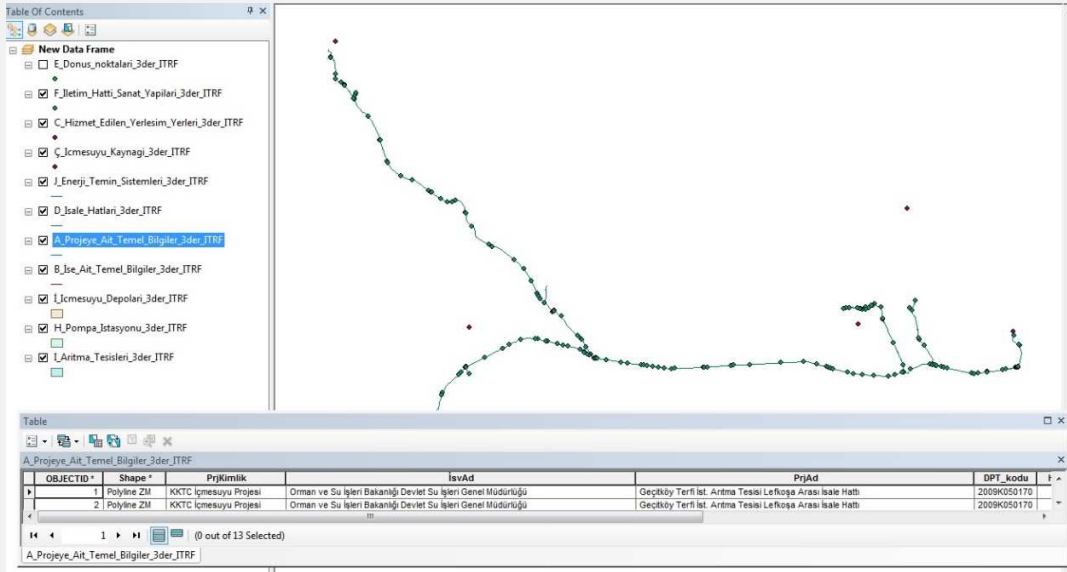 Table Of Contents
New Data Frame
E_Donus_noktalari_3der_ITRF
F_Iletim_Hatti_Sanat_Yapilari_3der_ITRF
C_Hizmet_Edilen_Yerlesim_Yerleri_3der_ITRF
Ç_Icmesuyu_Kaynagi_3der_ITRF
J_Enerji_Temin_Sistemleri_3der_ITRF
D_Isale_Hatlari_3der_ITRF
A_Projeye_Ait_Temel_Bilgiler_3der_ITRF
B_Ise_Ait_Temel_Bilgiler_3der_ITRF
İ_Icmesuyu_Depolari_3der_ITRF
H_Pompa_Istasyonu_3der_ITRF
I_Aritma_Tesisleri_3der_ITRF
Table
A_Projeye_Ait_Temel_Bilgiler_3der_ITRF
OBJECTID * Shape * PrjKimlik İsvAd PrjAd DPT_kodu
1 Polyline ZM KKTC İçmesuyu Projesi Orman ve Su İşleri Bakanlığı Devlet Su İşleri Genel Müdürlüğü Geçitköy Terfi İst. Arıtma Tesisi Lefkoşa Arası İsale Hattı 2009K050170
2 Polyline ZM KKTC İçmesuyu Projesi Orman ve Su İşleri Bakanlığı Devlet Su İşleri Genel Müdürlüğü Geçitköy Terfi İst. Arıtma Tesisi Lefkoşa Arası İsale Hattı 2009K050170
1 (0 out of 13 Selected)
A_Projeye_Ait_Temel_Bilgiler_3der_ITRF